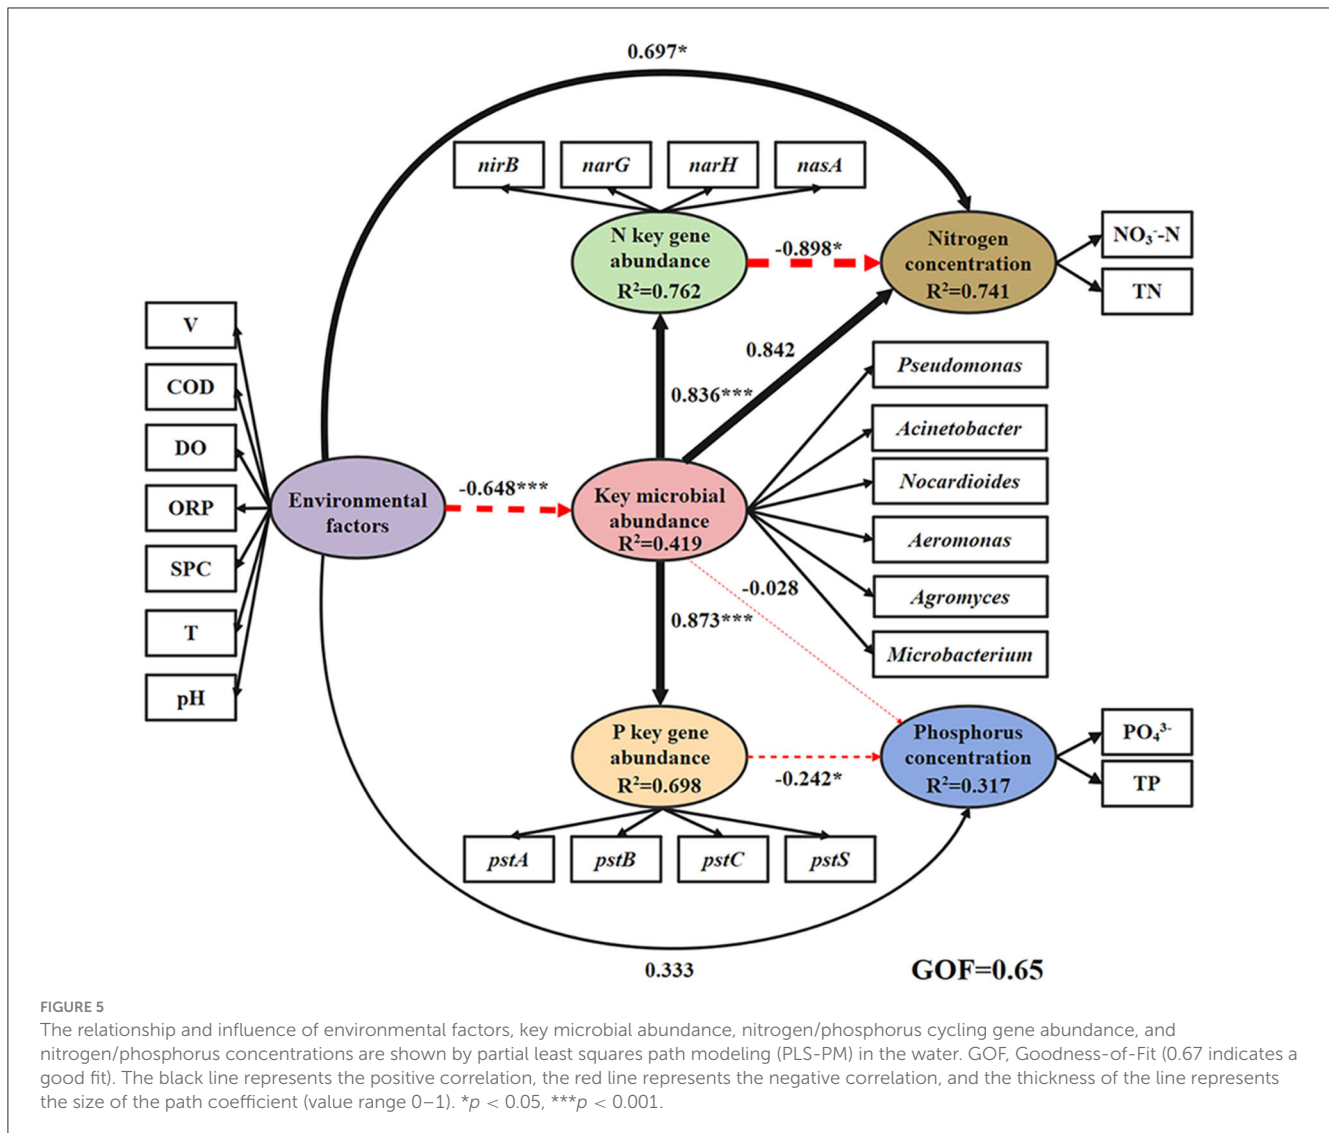 0.697*
nirB
narG
narH
nasA
N key gene
abundance
R²=0.762
-0.898*
Nitrogen
concentration
R²=0.741
NO₃⁻-N
TN
V
COD
DO
ORP
SPC
T
pH
Environmental
factors
-0.648***
0.836***
0.842
Key microbial
abundance
R²=0.419
Pseudomonas
Acinetobacter
Nocardioides
Aeromonas
Agromyces
Microbacterium
-0.028
0.873***
P key gene
abundance
R²=0.698
-0.242*
Phosphorus
concentration
R²=0.317
PO₄³⁻
TP
pstA
pstB
pstC
pstS
0.333
GOF=0.65
FIGURE 5
The relationship and influence of environmental factors, key microbial abundance, nitrogen/phosphorus cycling gene abundance, and
nitrogen/phosphorus concentrations are shown by partial least squares path modeling (PLS-PM) in the water. GOF, Goodness-of-Fit (0.67 indicates a
good fit). The black line represents the positive correlation, the red line represents the negative correlation, and the thickness of the line represents
the size of the path coefficient (value range 0–1). *p < 0.05, ***p < 0.001.